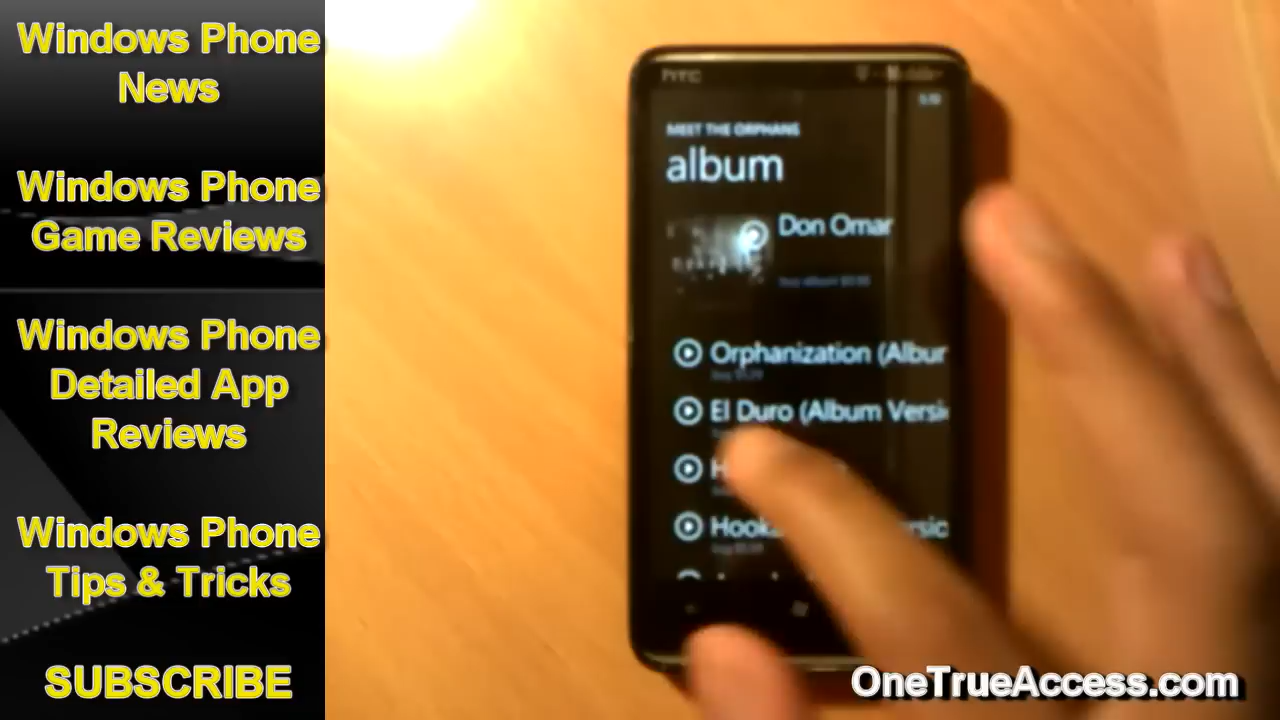 Windows Phone
News
Windows Phone
Game Reviews
Windows Phone
Detailed App
Reviews
Windows Phone
Tips & Tricks
SUBSCRIBE
hTC
MEET THE ORPHANS
album
Don Omar
Orphanization (Albur
El Duro (Album Versi
H
Hook
OneTrueAccess.com